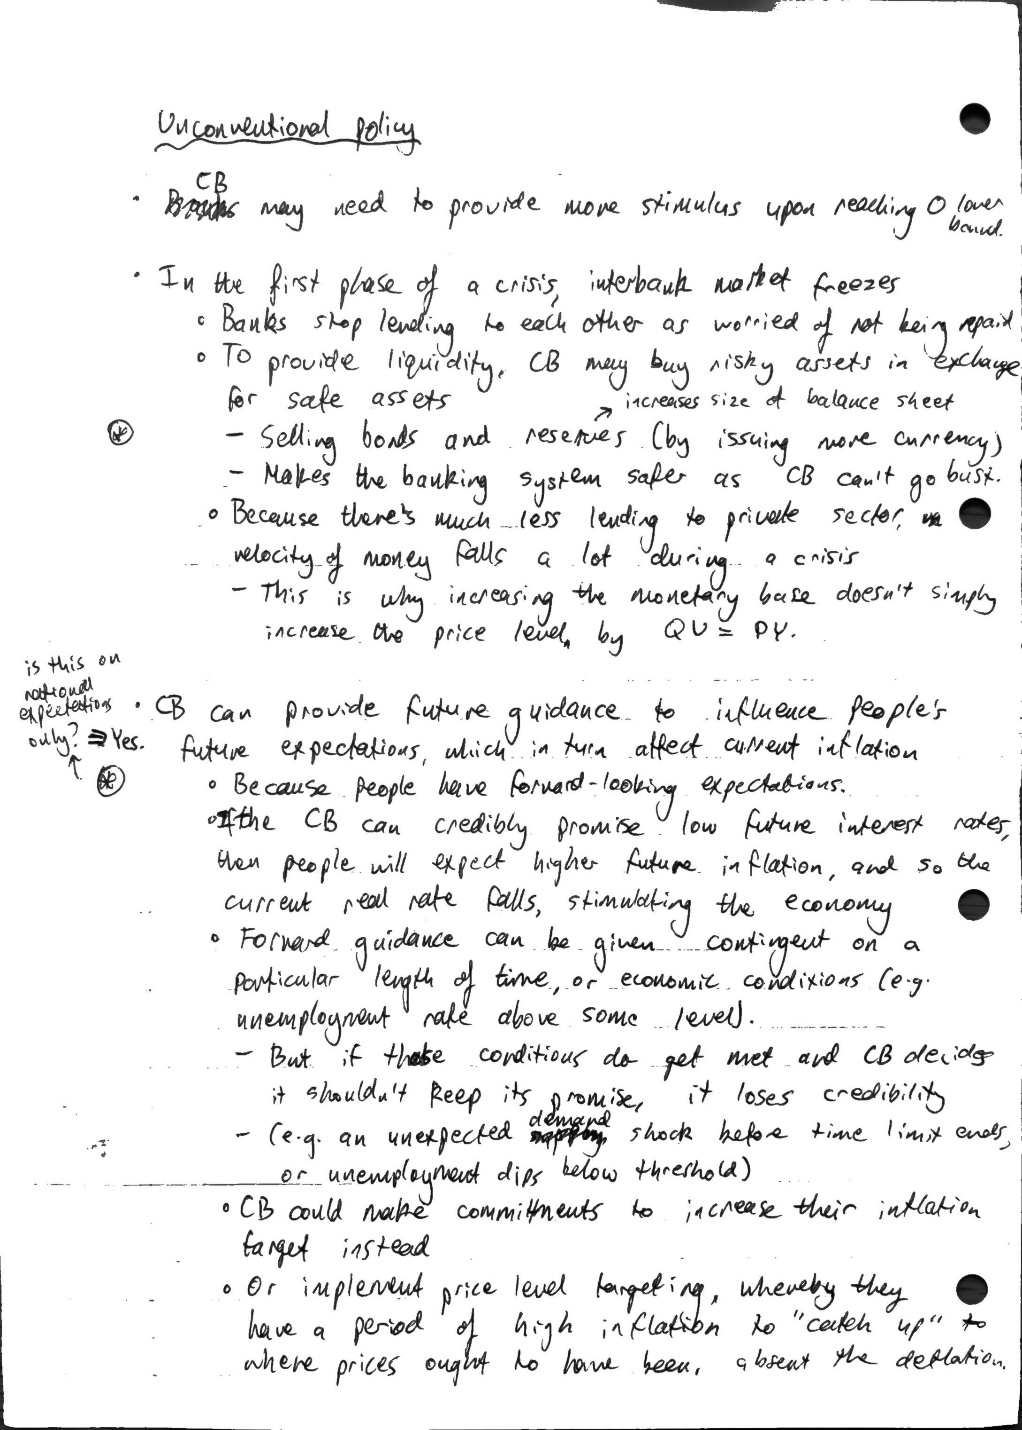 Unconventional policy
• CB may need to provide more stimulus upon reaching 0 lower bound.
• In the first phase of a crisis, interbank market freezes
◦ Banks stop lending to each other as worried of not being repaid
◦ To provide liquidity, CB may buy risky assets in exchange
for safe assets
↗ increases size of balance sheet
⊛ – Selling bonds and reserves (by issuing more currency)
– Makes the banking system safer as CB can't go bust.
◦ Because there's much less lending to private sector,
velocity of money falls a lot during a crisis
– This is why increasing the monetary base doesn't simply
increase the price level, by QV = PY.
is this on
rational
expectations
only? ⇒ Yes.
↑
⊛
• CB can provide future guidance to influence people's
future expectations, which in turn affect current inflation
◦ Because people have forward-looking expectations.
◦ If the CB can credibly promise low future interest rates,
then people will expect higher future inflation, and so the
current real rate falls, stimulating the economy
◦ Forward guidance can be given contingent on a
particular length of time, or economic conditions (e.g.
unemployment rate above some level).
– But if those conditions do get met and CB decides
it shouldn't keep its promise, it loses credibility
– (e.g. an unexpected demand shock before time limit ends,
or unemployment dips below threshold)
◦ CB could make committments to increase their inflation
target instead
◦ Or implement price level targeting, whereby they
have a period of high inflation to "catch up" to
where prices ought to have been, absent the deflation.